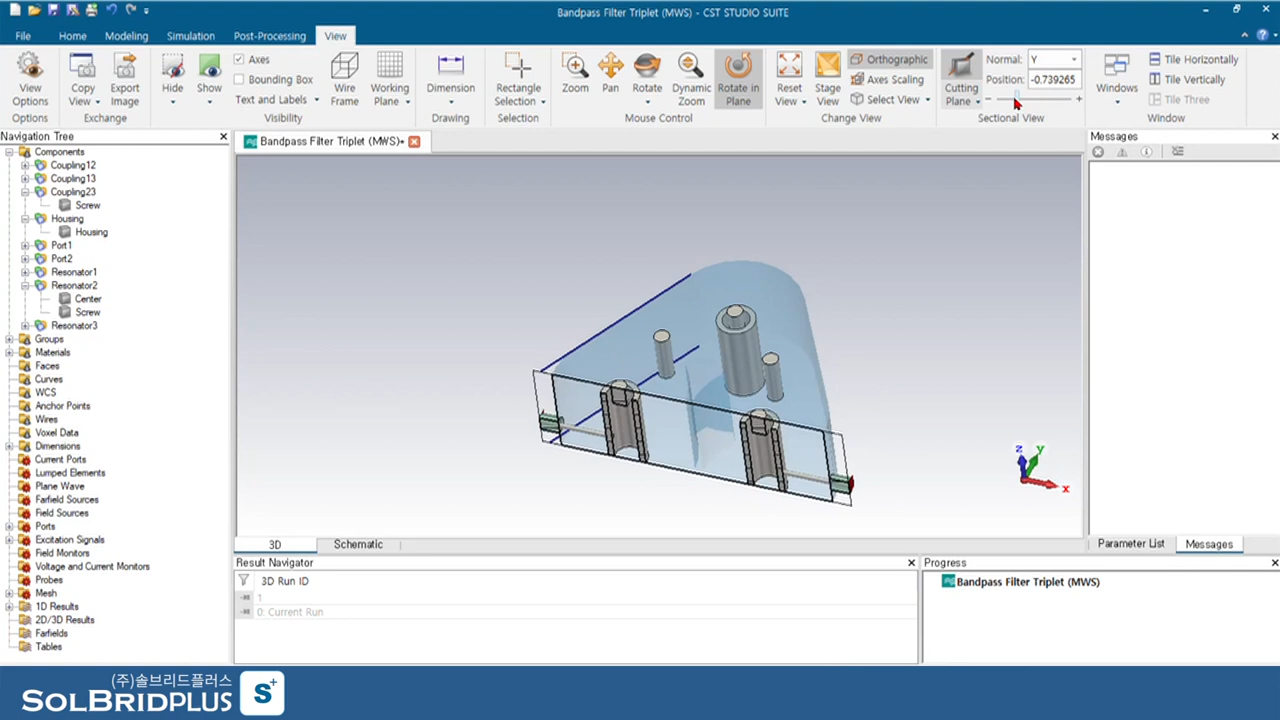 Bandpass Filter Triplet (MWS) - CST STUDIO SUITE
File Home Modeling Simulation Post-Processing View
View Options
Options
Copy View
Export Image
Exchange
Hide
Show
Axes
Bounding Box
Text and Labels
Wire Frame
Working Plane
Visibility
Dimension
Drawing
Rectangle Selection
Selection
Zoom
Pan
Rotate
Dynamic Zoom
Rotate in Plane
Mouse Control
Reset View
Stage View
Orthographic
Axes Scaling
Select View
Change View
Cutting Plane
Normal: Y
Position: -0.739265
Sectional View
Windows
Tile Horizontally
Tile Vertically
Tile Three
Window
Navigation Tree
Components
Coupling12
Coupling13
Coupling23
Screw
Housing
Housing
Port1
Port2
Resonator1
Resonator2
Center
Screw
Resonator3
Groups
Materials
Faces
Curves
WCS
Anchor Points
Wires
Voxel Data
Dimensions
Current Ports
Lumped Elements
Plane Wave
Farfield Sources
Field Sources
Ports
Excitation Signals
Field Monitors
Voltage and Current Monitors
Probes
Mesh
1D Results
2D/3D Results
Farfields
Tables
Bandpass Filter Triplet (MWS)*
z
y
x
3D Schematic
Result Navigator
3D Run ID
1
0: Current Run
Messages
Parameter List Messages
Progress
Bandpass Filter Triplet (MWS)
(주)솔브리드플러스
SOLBRIDPLUS
S+